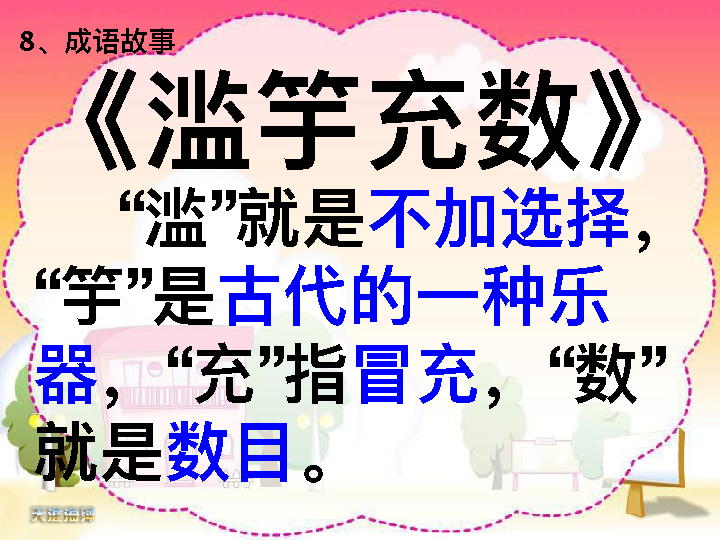 8、成语故事
《滥竽充数》
“滥”就是不加选择，
“竽”是古代的一种乐
器，“充”指冒充，“数”
就是数目。